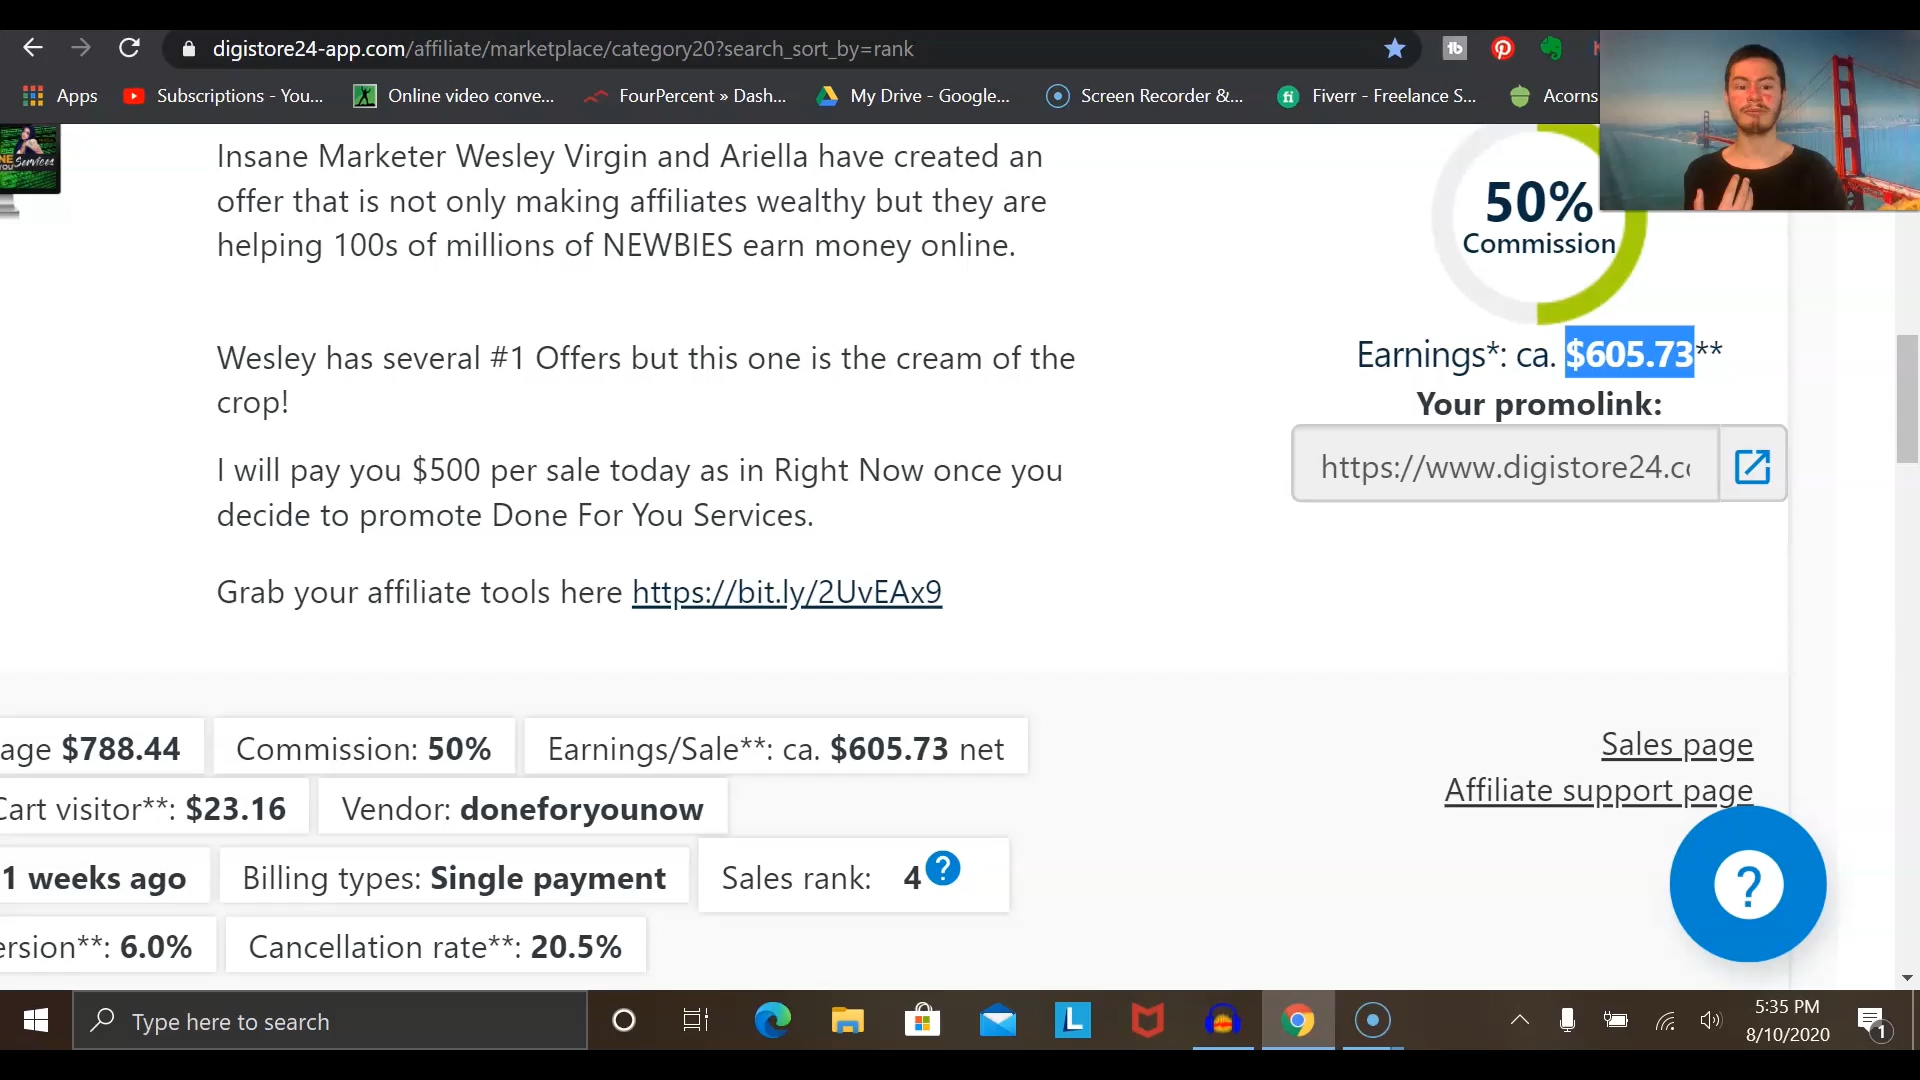 digistore24-app.com/affiliate/marketplace/category20?search_sort_by=rank
Apps
Subscriptions - You...
Online video conve...
FourPercent » Dash...
My Drive - Google...
Screen Recorder &...
Fiverr - Freelance S...
Acorns
Services
Insane Marketer Wesley Virgin and Ariella have created an
offer that is not only making affiliates wealthy but they are
helping 100s of millions of NEWBIES earn money online.
Wesley has several #1 Offers but this one is the cream of the
crop!
I will pay you $500 per sale today as in Right Now once you
decide to promote Done For You Services.
Grab your affiliate tools here https://bit.ly/2UvEAx9
50%
Commission
Earnings*: ca. $605.73**
Your promolink:
https://www.digistore24.c
age $788.44
Commission: 50%
Earnings/Sale**: ca. $605.73 net
Cart visitor**: $23.16
Vendor: doneforyounow
1 weeks ago
Billing types: Single payment
Sales rank: 4
ersion**: 6.0%
Cancellation rate**: 20.5%
Sales page
Affiliate support page
Type here to search
5:35 PM
8/10/2020
1